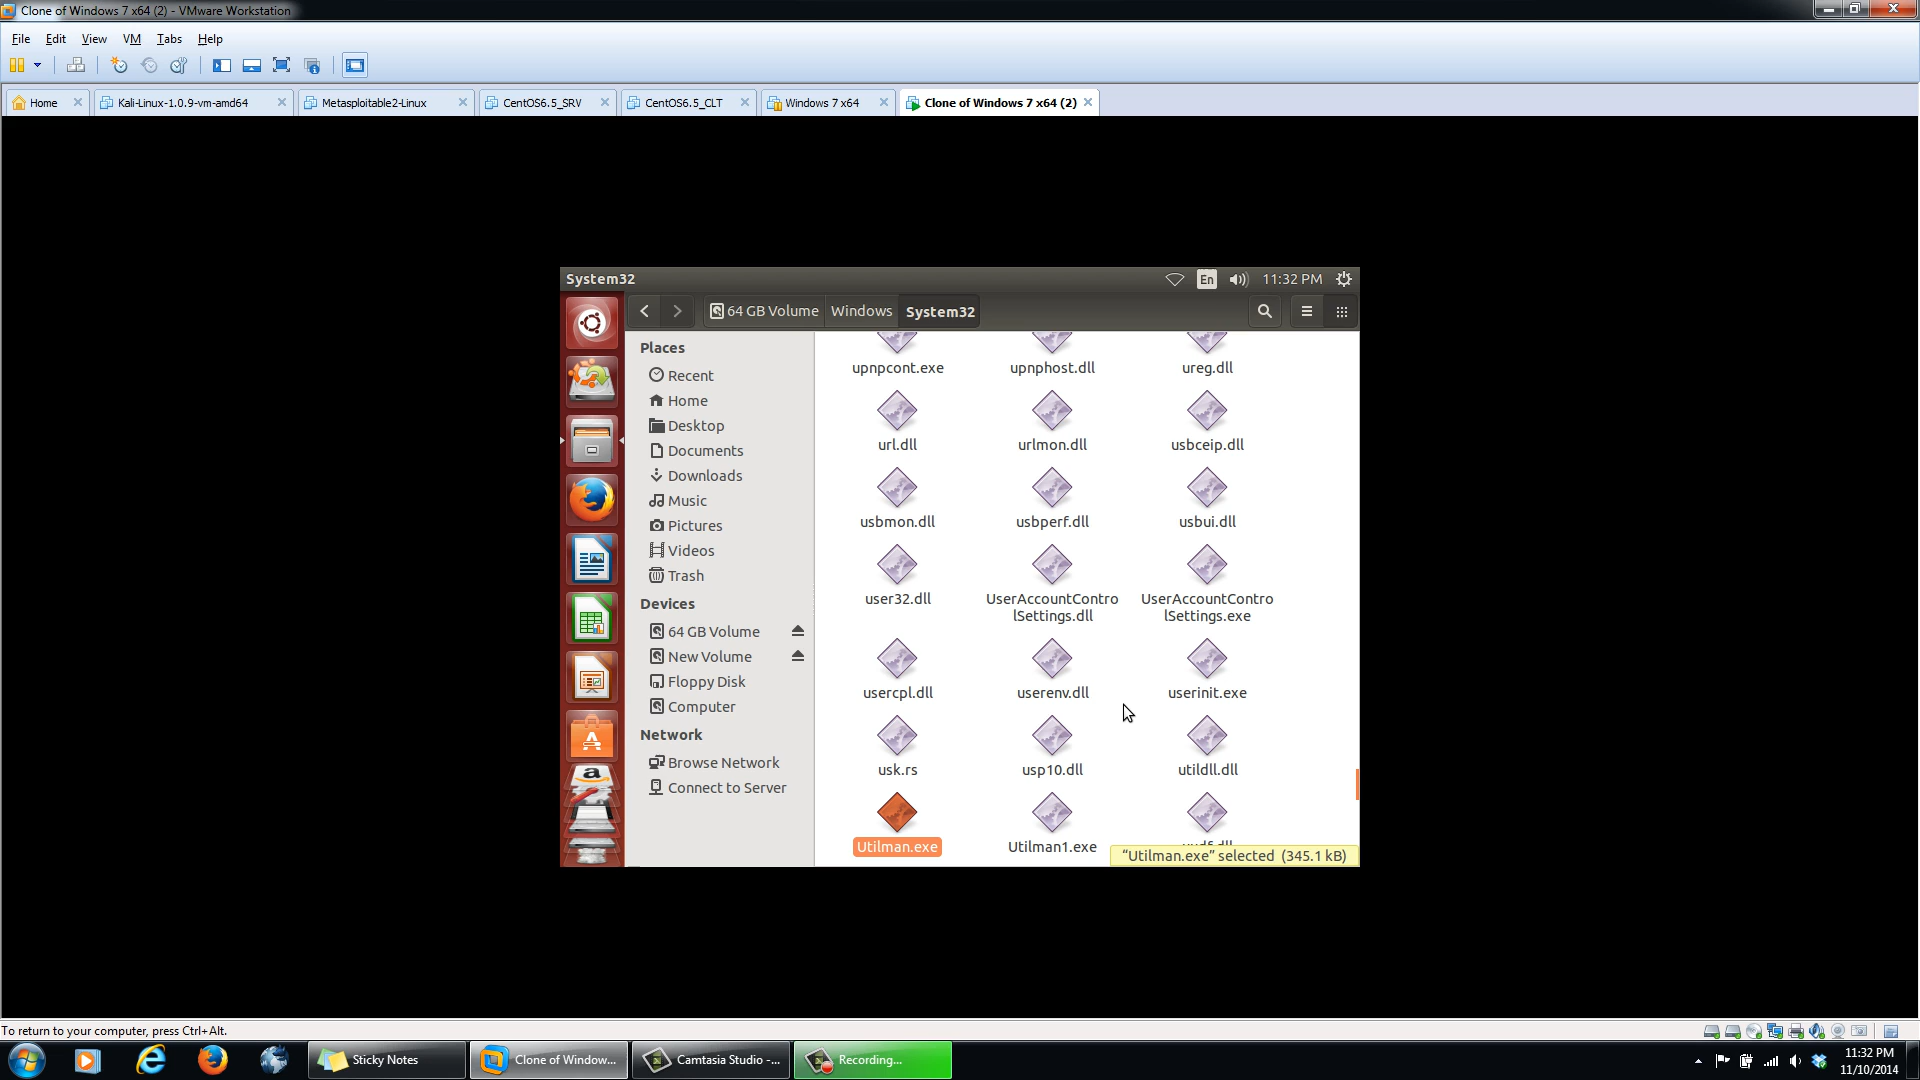 Clone of Windows 7 x64 (2) - VMware Workstation
File Edit View VM Tabs Help
Home Kali-Linux-1.0.9-vm-amd64 Metasploitable2-Linux CentOS6.5_SRV CentOS6.5_CLT Windows 7 x64 Clone of Windows 7 x64 (2)
System32 En 11:32 PM
64 GB Volume Windows System32
Places
Recent
Home
Desktop
Documents
Downloads
Music
Pictures
Videos
Trash
Devices
64 GB Volume
New Volume
Floppy Disk
Computer
Network
Browse Network
Connect to Server
upnpcont.exe upnphost.dll ureg.dll
url.dll urlmon.dll usbceip.dll
usbmon.dll usbperf.dll usbui.dll
user32.dll UserAccountContro UserAccountContro
lSettings.dll lSettings.exe
usercpl.dll userenv.dll userinit.exe
usk.rs usp10.dll utildll.dll
Utilman.exe Utilman1.exe
“Utilman.exe” selected (345.1 kB)
To return to your computer, press Ctrl+Alt.
Sticky Notes Clone of Window... Camtasia Studio -... Recording...
11:32 PM
11/10/2014